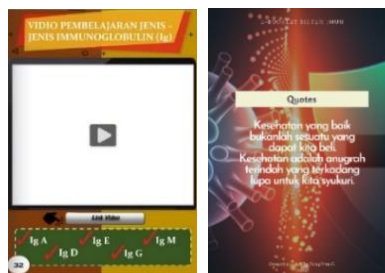 VIDIO PEMBELAJARAN JENIS -
JENIS IMMUNOGLOBULIN (Ig)
Link Video
Ig A
Ig E
Ig M
Ig D
Ig G
32
Quotes
Kesehatan yang baik
bukanlah sesuatu yang
dapat kita beli.
Kesehatan adalah anugrah
terindah yang terkadang
lupa untuk kita syukuri.